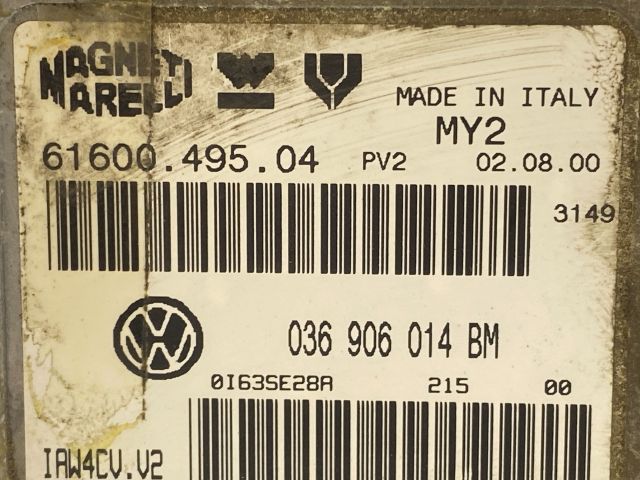 MAGNETI
MARELLI
MADE IN ITALY
MY2
61600.495.04 PV2 02.08.00
3149
036 906 014 BM
0I63SE28A 215 00
IAW4CV.V2